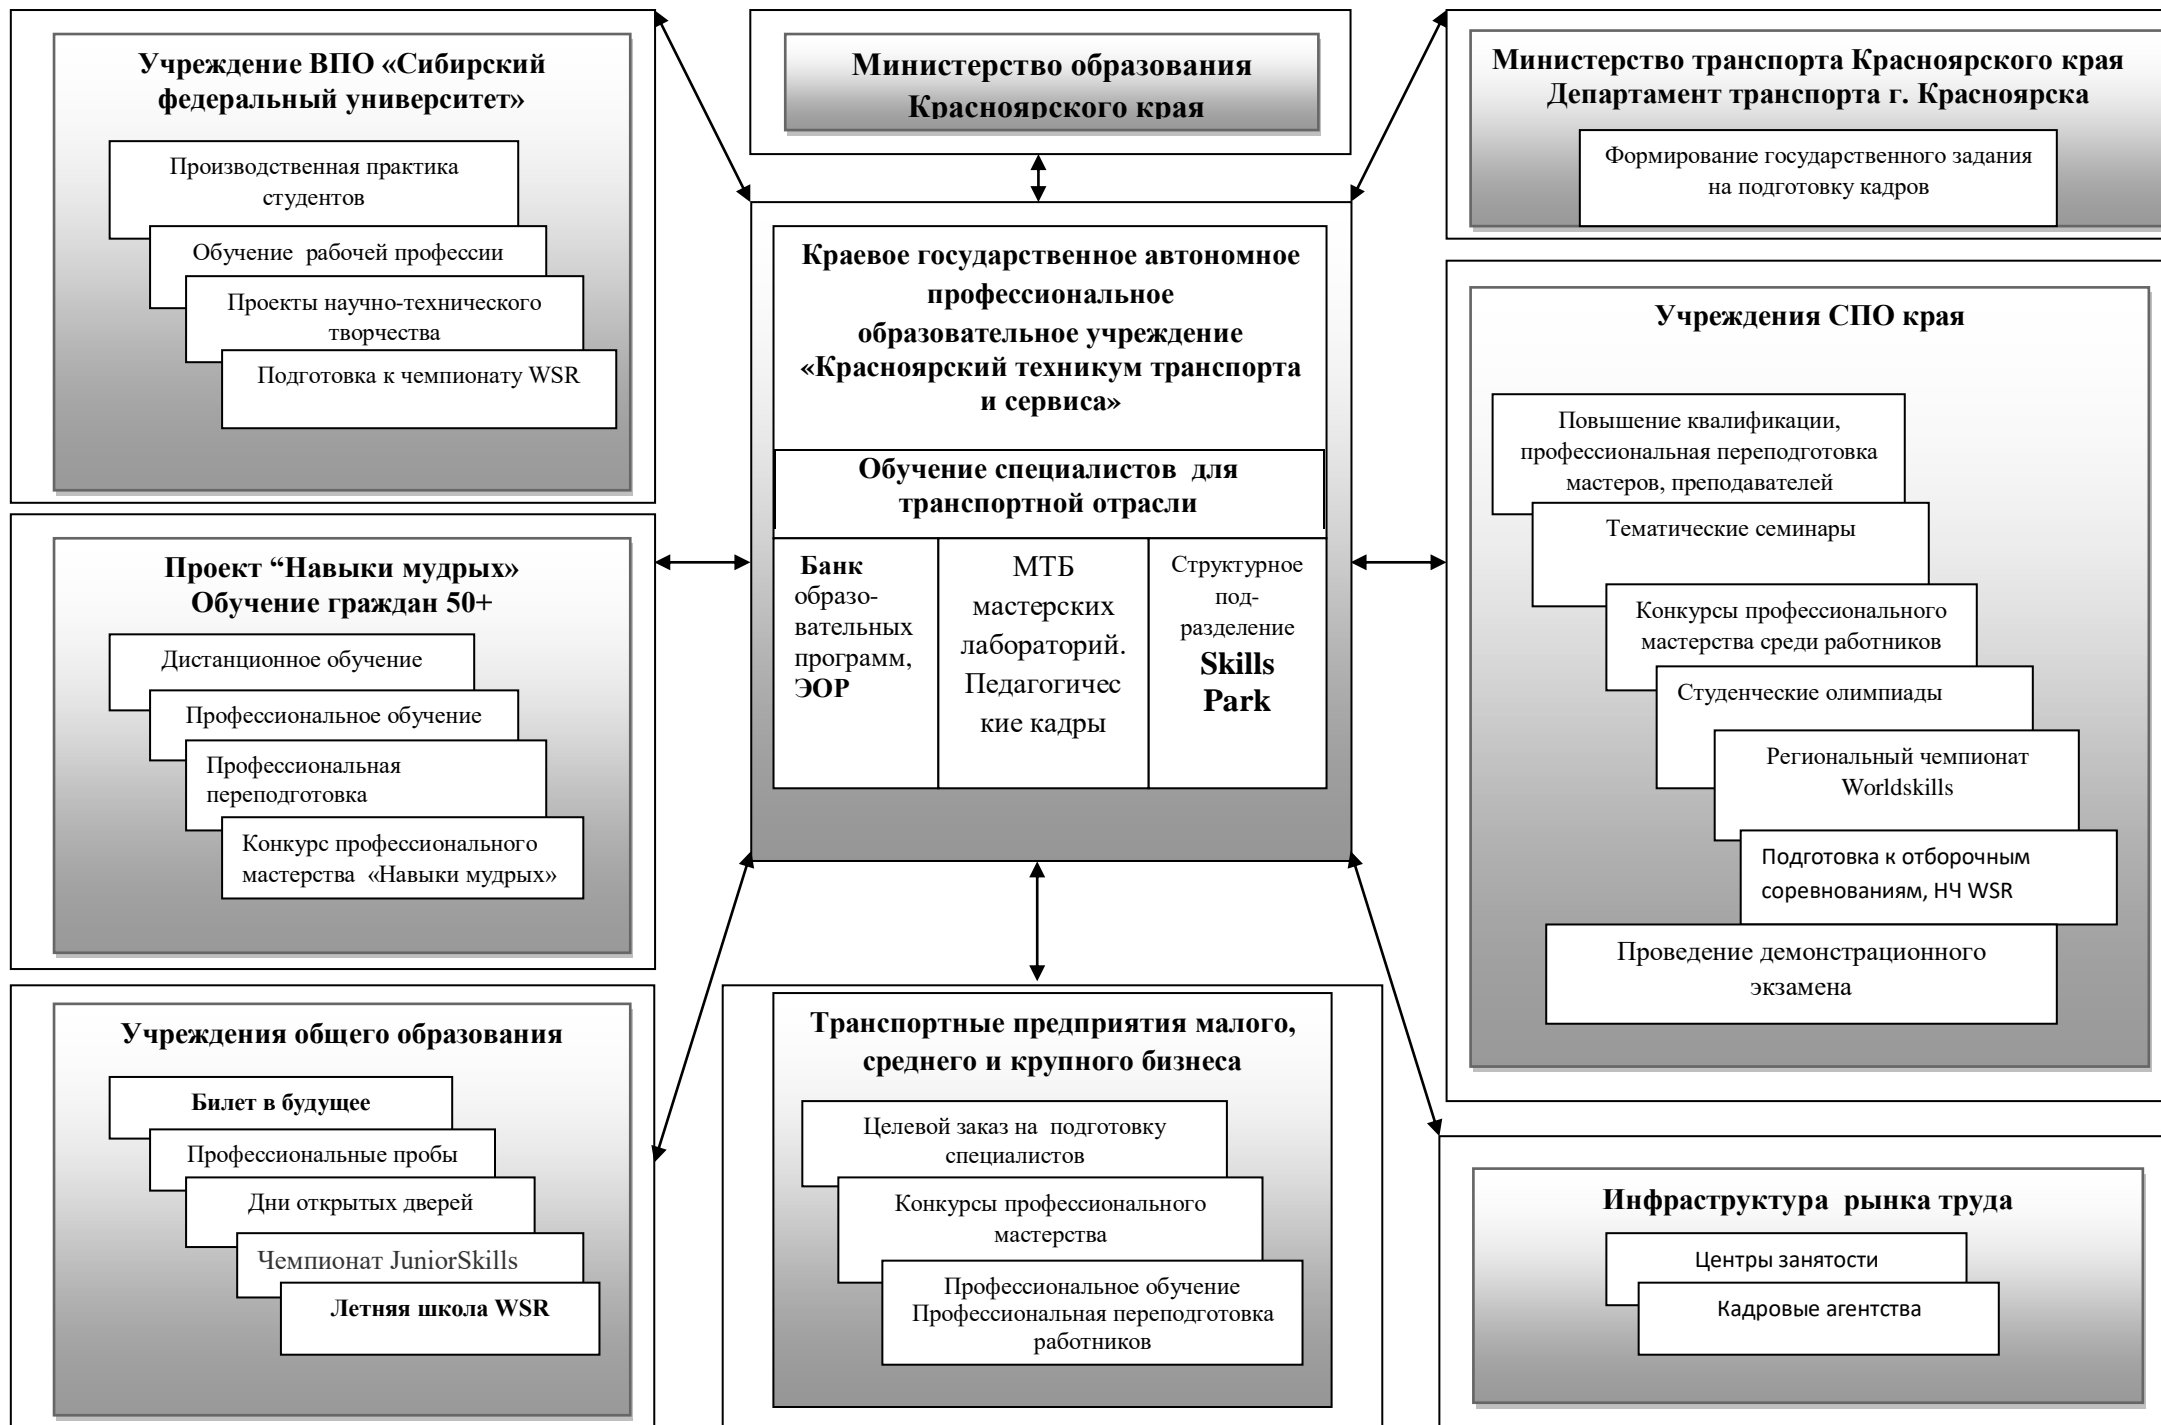 Учреждение ВПО «Сибирский
федеральный университет»
Производственная практика
студентов
Обучение рабочей профессии
Проекты научно-технического
творчества
Подготовка к чемпионату WSR
Министерство образования
Красноярского края
Министерство транспорта Красноярского края
Департамент транспорта г. Красноярска
Формирование государственного задания
на подготовку кадров
Краевое государственное автономное
профессиональное
образовательное учреждение
«Красноярский техникум транспорта
и сервиса»
Обучение специалистов для
транспортной отрасли
Банк
образо-
вательных
программ,
ЭОР
МТБ
мастерских
лабораторий.
Педагогичес
кие кадры
Структурное
под-
разделение
Skills
Park
Учреждения СПО края
Повышение квалификации,
профессиональная переподготовка
мастеров, преподавателей
Тематические семинары
Конкурсы профессионального
мастерства среди работников
Студенческие олимпиады
Региональный чемпионат
Worldskills
Подготовка к отборочным
соревнованиям, НЧ WSR
Проведение демонстрационного
экзамена
Проект “Навыки мудрых»
Обучение граждан 50+
Дистанционное обучение
Профессиональное обучение
Профессиональная
переподготовка
Конкурс профессионального
мастерства «Навыки мудрых»
Учреждения общего образования
Билет в будущее
Профессиональные пробы
Дни открытых дверей
Чемпионат JuniorSkills
Летняя школа WSR
Транспортные предприятия малого,
среднего и крупного бизнеса
Целевой заказ на подготовку
специалистов
Конкурсы профессионального
мастерства
Профессиональное обучение
Профессиональная переподготовка
работников
Инфраструктура рынка труда
Центры занятости
Кадровые агентства